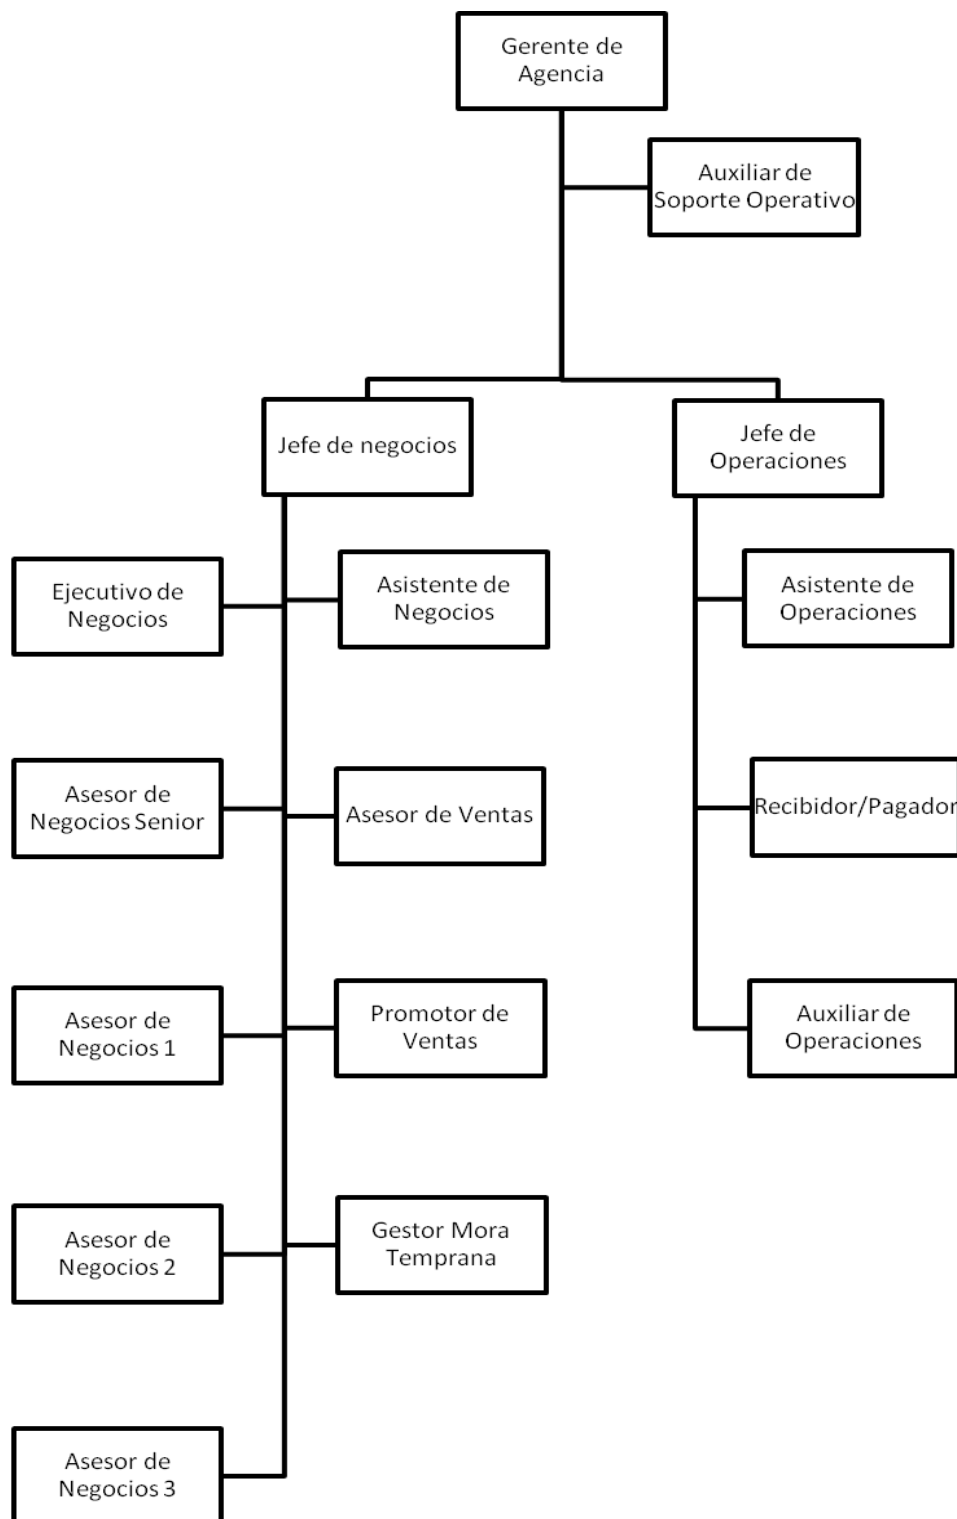 Gerente de
Agencia
Auxiliar de
Soporte Operativo
Jefe de negocios
Jefe de
Operaciones
Ejecutivo de
Negocios
Asistente de
Negocios
Asistente de
Operaciones
Asesor de
Negocios Senior
Asesor de Ventas
Recibidor/Pagador
Asesor de
Negocios 1
Promotor de
Ventas
Auxiliar de
Operaciones
Asesor de
Negocios 2
Gestor Mora
Temprana
Asesor de
Negocios 3